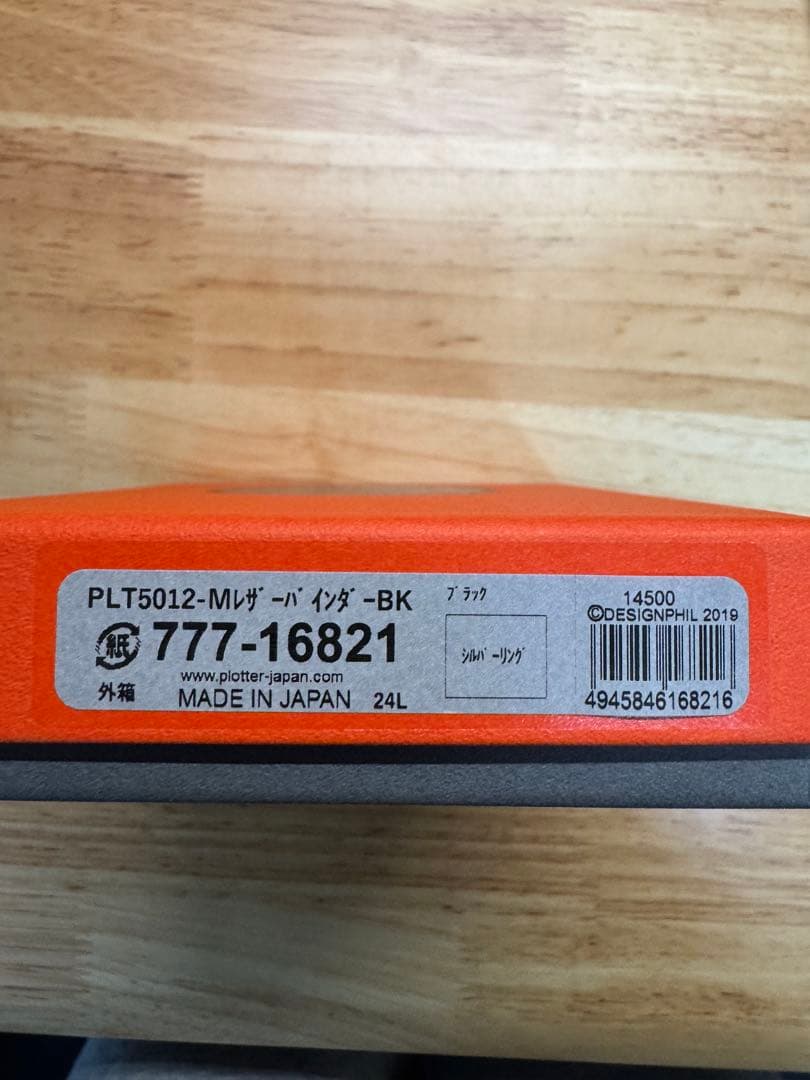 PLT5012-MﾚｻﾞｰﾊﾞｲﾝﾀﾞｰBK
紙 777-16821
www.plotter-japan.com
外箱 MADE IN JAPAN 24L
ﾌﾞﾗｯｸ
ｼﾙﾊﾞｰﾘﾝｸﾞ
14500
©DESIGNPHIL 2019
4945846168216